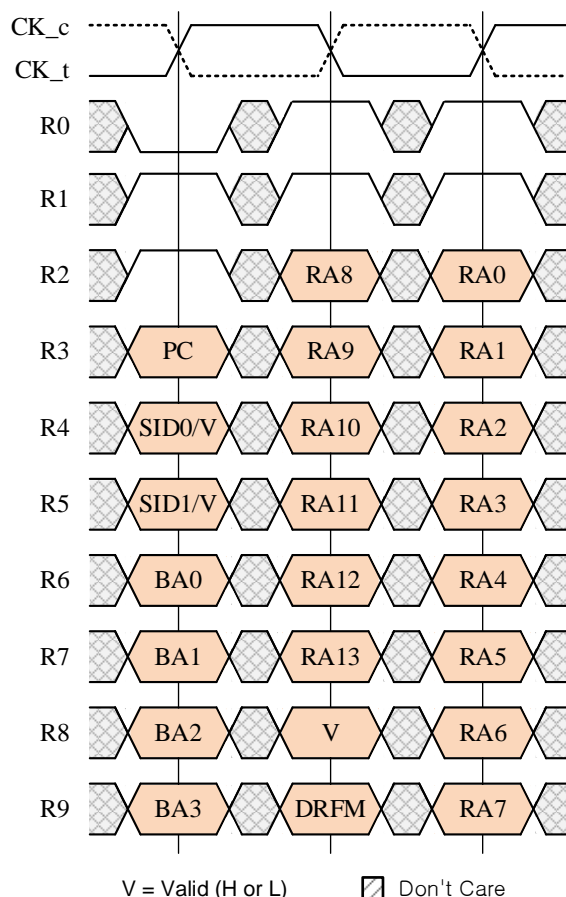 CK_c
CK_t
R0
R1
R2 RA8 RA0
R3 PC RA9 RA1
R4 SID0/V RA10 RA2
R5 SID1/V RA11 RA3
R6 BA0 RA12 RA4
R7 BA1 RA13 RA5
R8 BA2 V RA6
R9 BA3 DRFM RA7
V = Valid (H or L) Don't Care